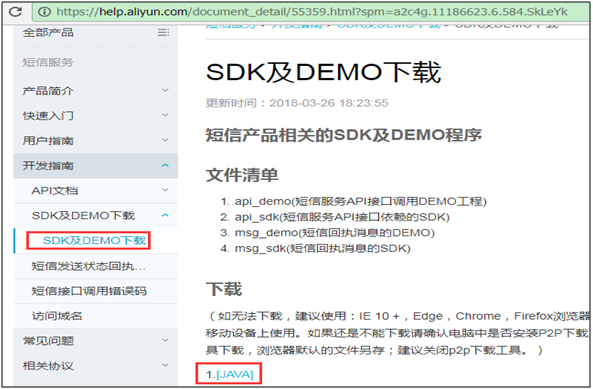 https://help.aliyun.com/document_detail/55359.html?spm=a2c4g.11186623.6.584.SkLeYk
全部产品
短信服务
产品简介
快速入门
用户指南
开发指南
API文档
SDK及DEMO下载
SDK及DEMO下载
短信发送状态回执...
短信接口调用错误码
访问域名
常见问题
相关协议
短信服务 > 开发指南 > SDK及DEMO下载 > SDK及DEMO下载
SDK及DEMO下载
更新时间：2018-03-26 18:23:55
短信产品相关的SDK及DEMO程序
文件清单
1. api_demo(短信服务API接口调用DEMO工程)
2. api_sdk(短信服务API接口依赖的SDK)
3. msg_demo(短信回执消息的DEMO)
4. msg_sdk(短信回执消息的SDK)
下载
（如无法下载，建议使用：IE 10 +，Edge，Chrome，Firefox浏览器
移动设备上使用。如果还是不能下载请确认电脑中是否安装P2P下载
具下载，浏览器默认的文件另存；建议关闭p2p下载工具。）
1.[JAVA]